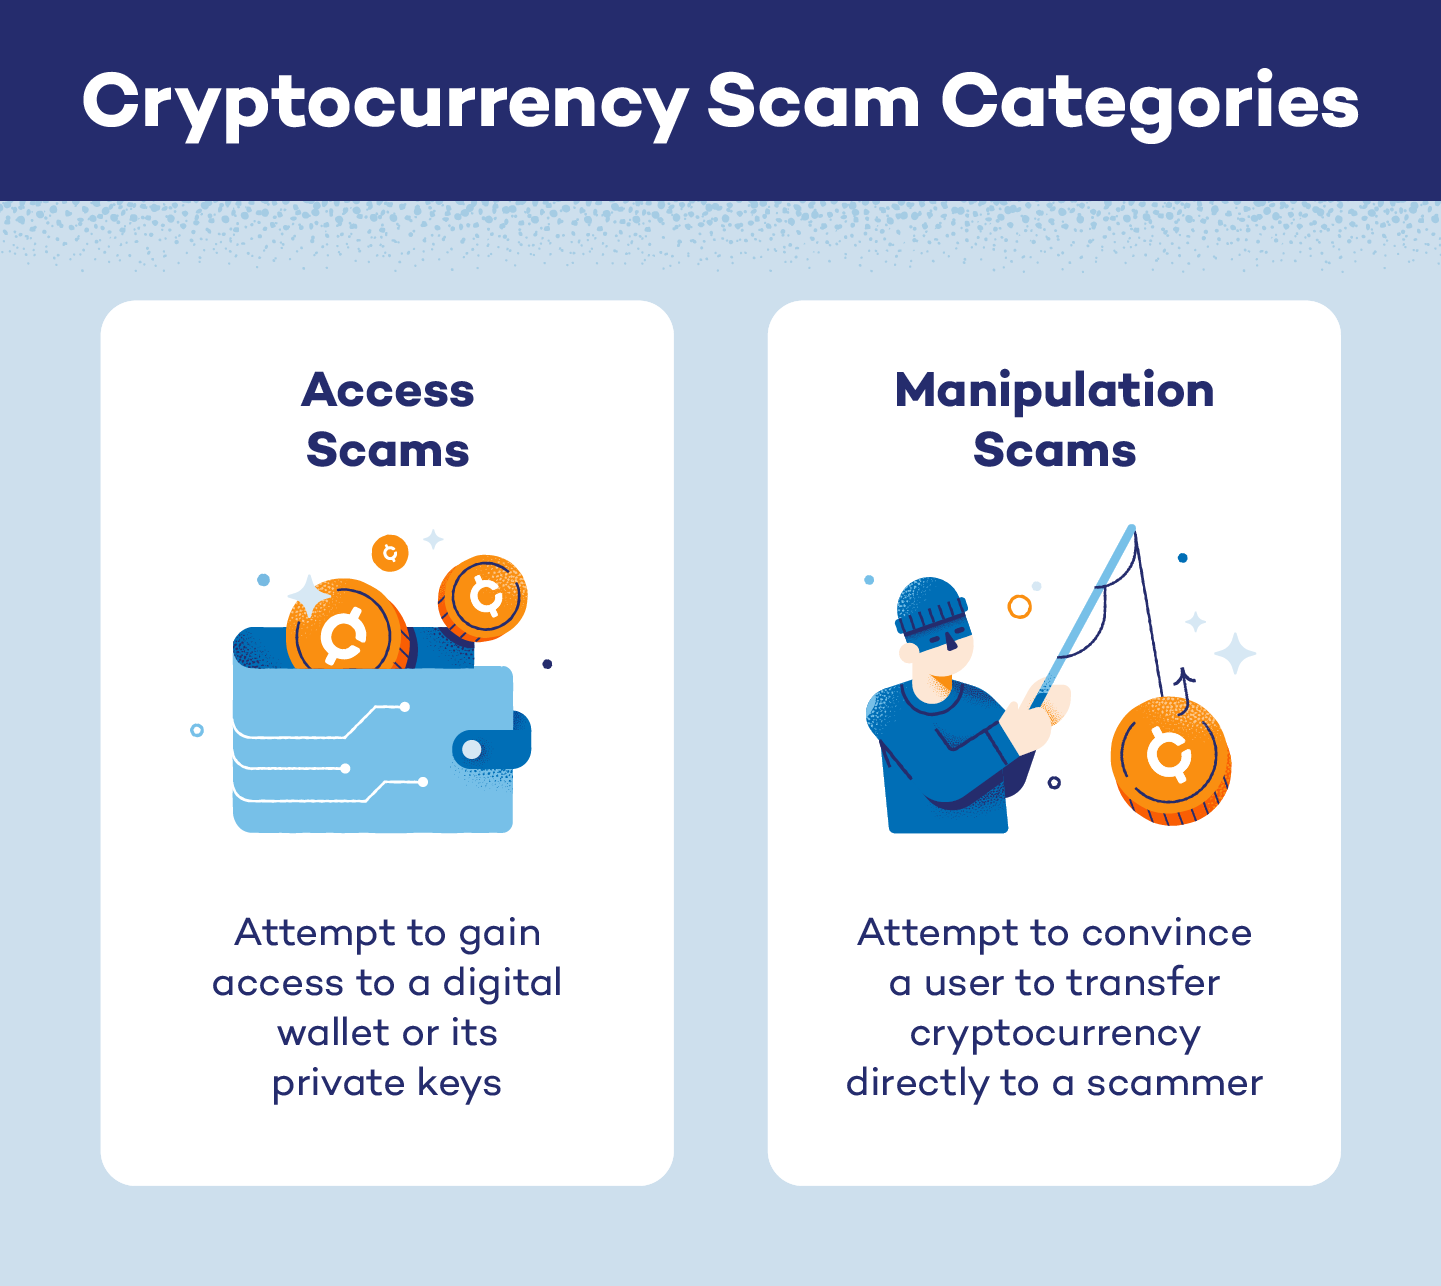 Cryptocurrency Scam Categories
Access
Scams
Attempt to gain
access to a digital
wallet or its
private keys
Manipulation
Scams
Attempt to convince
a user to transfer
cryptocurrency
directly to a scammer